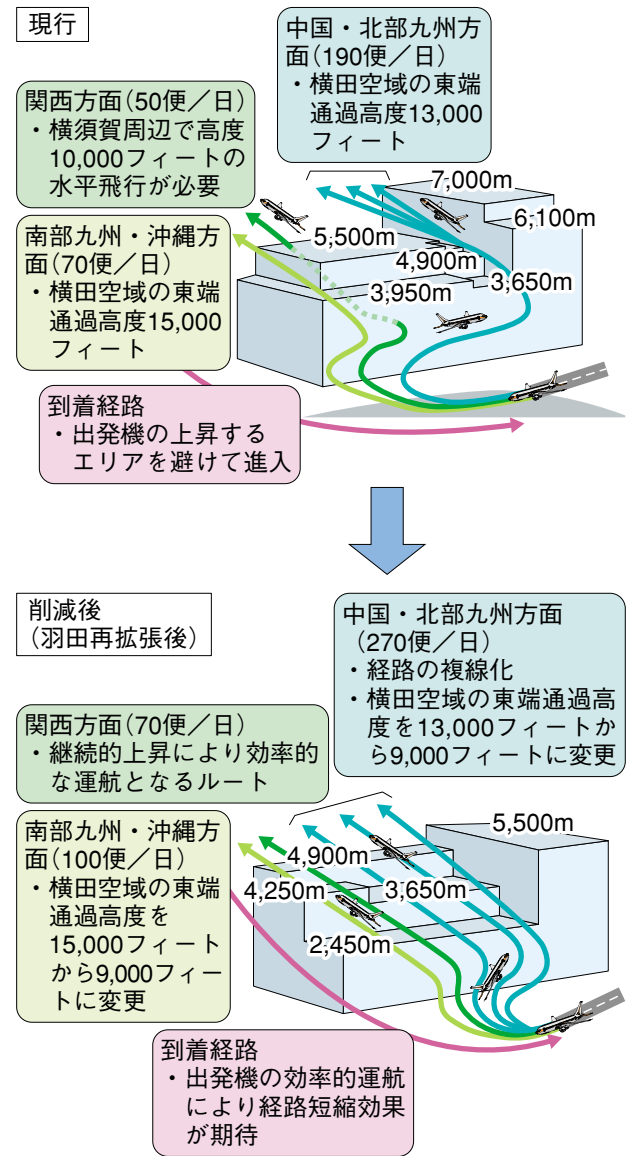 現行
中国・北部九州方
面(190便／日)
・横田空域の東端
通過高度13,000
フィート
関西方面(50便／日)
・横須賀周辺で高度
10,000フィートの
水平飛行が必要
南部九州・沖縄方
面(70便／日)
・横田空域の東端
通過高度15,000
フィート
7,000m
6,100m
5,500m
4,900m
3,650m
3,950m
到着経路
・出発機の上昇する
エリアを避けて進入
削減後
(羽田再拡張後)
中国・北部九州方面
(270便／日)
・経路の複線化
・横田空域の東端通過高
度を13,000フィートか
ら9,000フィートに変更
関西方面(70便／日)
・継続的上昇により効率的
な運航となるルート
南部九州・沖縄方
面(100便／日)
・横田空域の東端
通過高度を
15,000フィート
から9,000フィー
トに変更
5,500m
4,900m
4,250m
3,650m
2,450m
到着経路
・出発機の効率的運航
により経路短縮効果
が期待